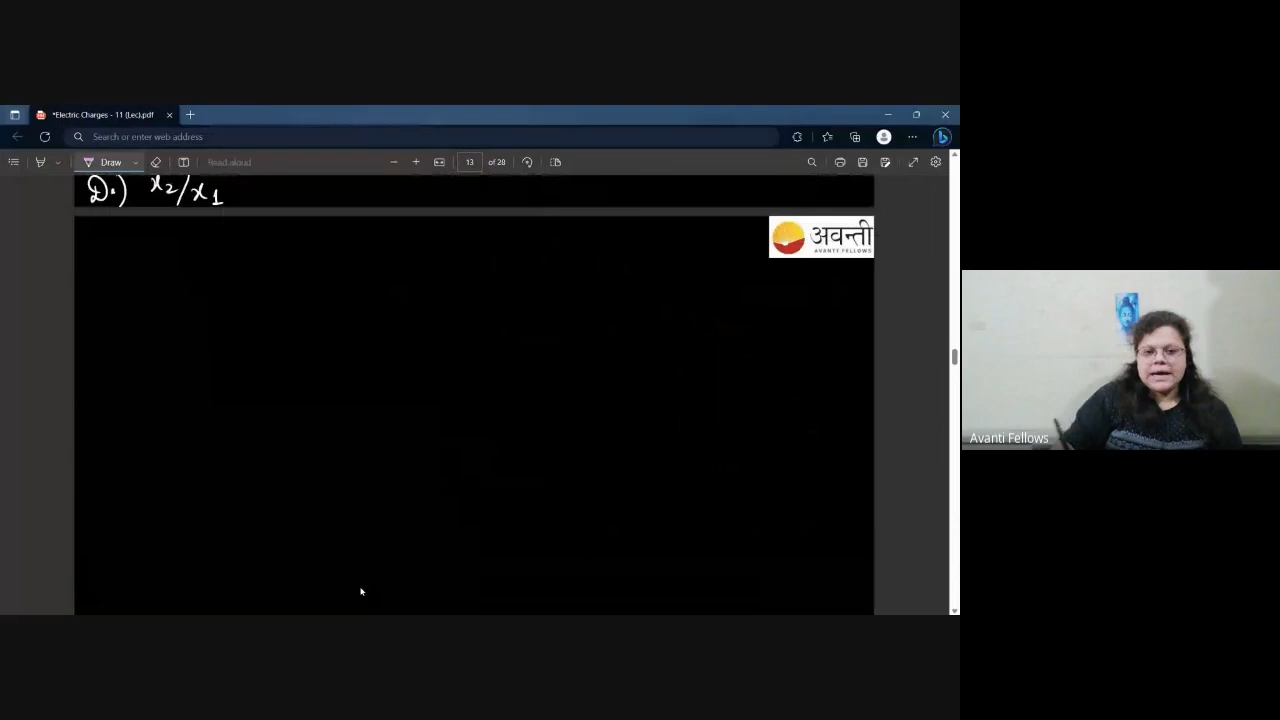 *Electric Charges - 11 (Lec).pdf
Search or enter web address
Draw
Read aloud
13
of 28
D.) x₂/x₁
अवन्ती
AVANTI FELLOWS
Avanti Fellows